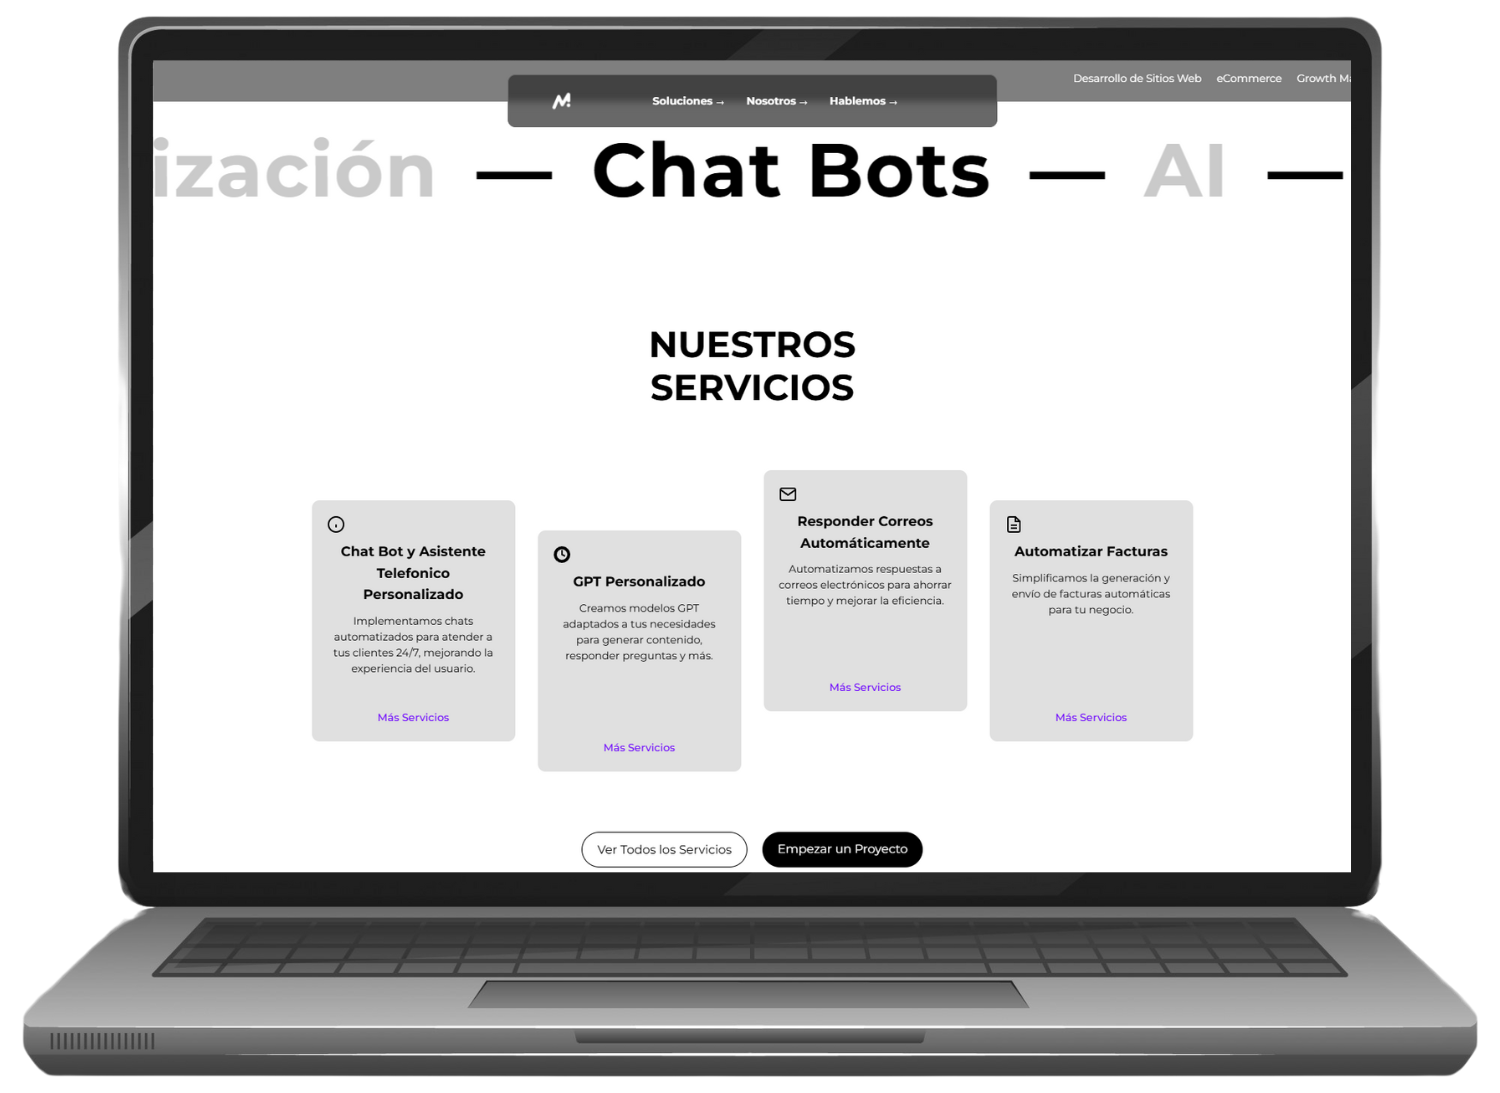 Desarrollo de Sitios Web eCommerce Growth
Soluciones → Nosotros → Hablemos →
ización — Chat Bots — AI —
NUESTROS
SERVICIOS
Chat Bot y Asistente
Telefonico
Personalizado
Implementamos chats
automatizados para atender a
tus clientes 24/7, mejorando la
experiencia del usuario.
Más Servicios
GPT Personalizado
Creamos modelos GPT
adaptados a tus necesidades
para generar contenido,
responder preguntas y más.
Más Servicios
Responder Correos
Automáticamente
Automatizamos respuestas a
correos electrónicos para ahorrar
tiempo y mejorar la eficiencia.
Más Servicios
Automatizar Facturas
Simplificamos la generación y
envío de facturas automáticas
para tu negocio.
Más Servicios
Ver Todos los Servicios
Empezar un Proyecto